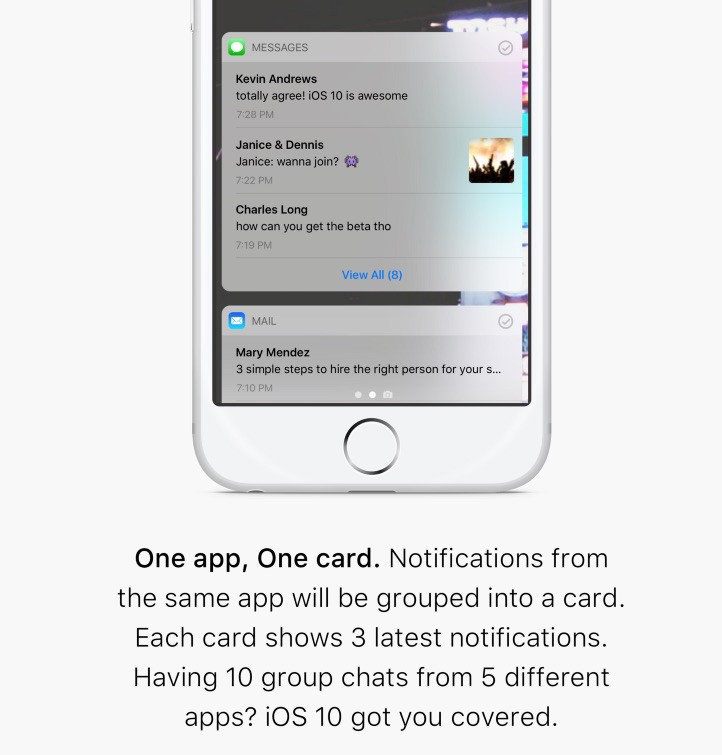 MESSAGES
Kevin Andrews
totally agree! iOS 10 is awesome
7:28 PM
Janice & Dennis
Janice: wanna join? 👾
7:22 PM
Charles Long
how can you get the beta tho
7:19 PM
View All (8)
MAIL
Mary Mendez
3 simple steps to hire the right person for your s...
7:10 PM
One app, One card. Notifications from
the same app will be grouped into a card.
Each card shows 3 latest notifications.
Having 10 group chats from 5 different
apps? iOS 10 got you covered.